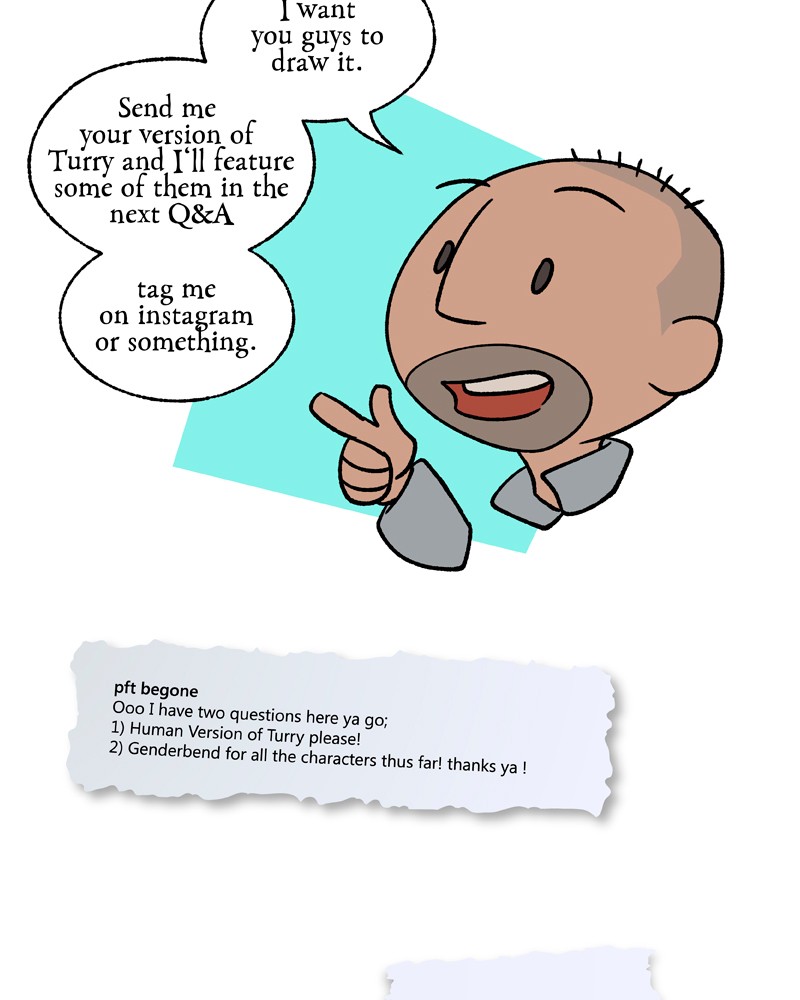 I want
you guys to
draw it.
Send me
your version of
Turry and I'll feature
some of them in the
next Q&A
tag me
on instagram
or something.
pft begone
Ooo I have two questions here ya go;
1) Human Version of Turry please!
2) Genderbend for all the characters thus far! thanks ya !